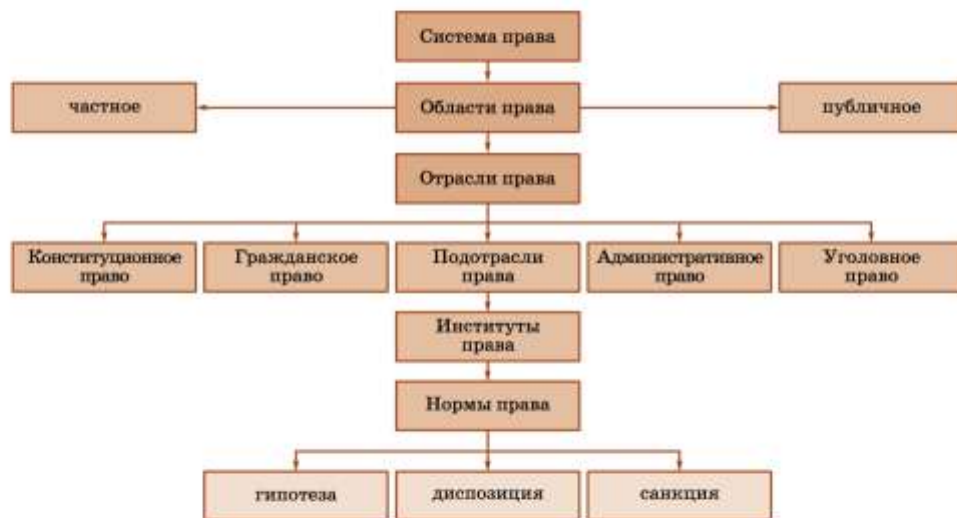 Система права
частное
Области права
публичное
Отрасли права
Конституционное
право
Гражданское
право
Подотрасли
права
Административное
право
Уголовное
право
Институты
права
Нормы права
гипотеза
диспозиция
санкция